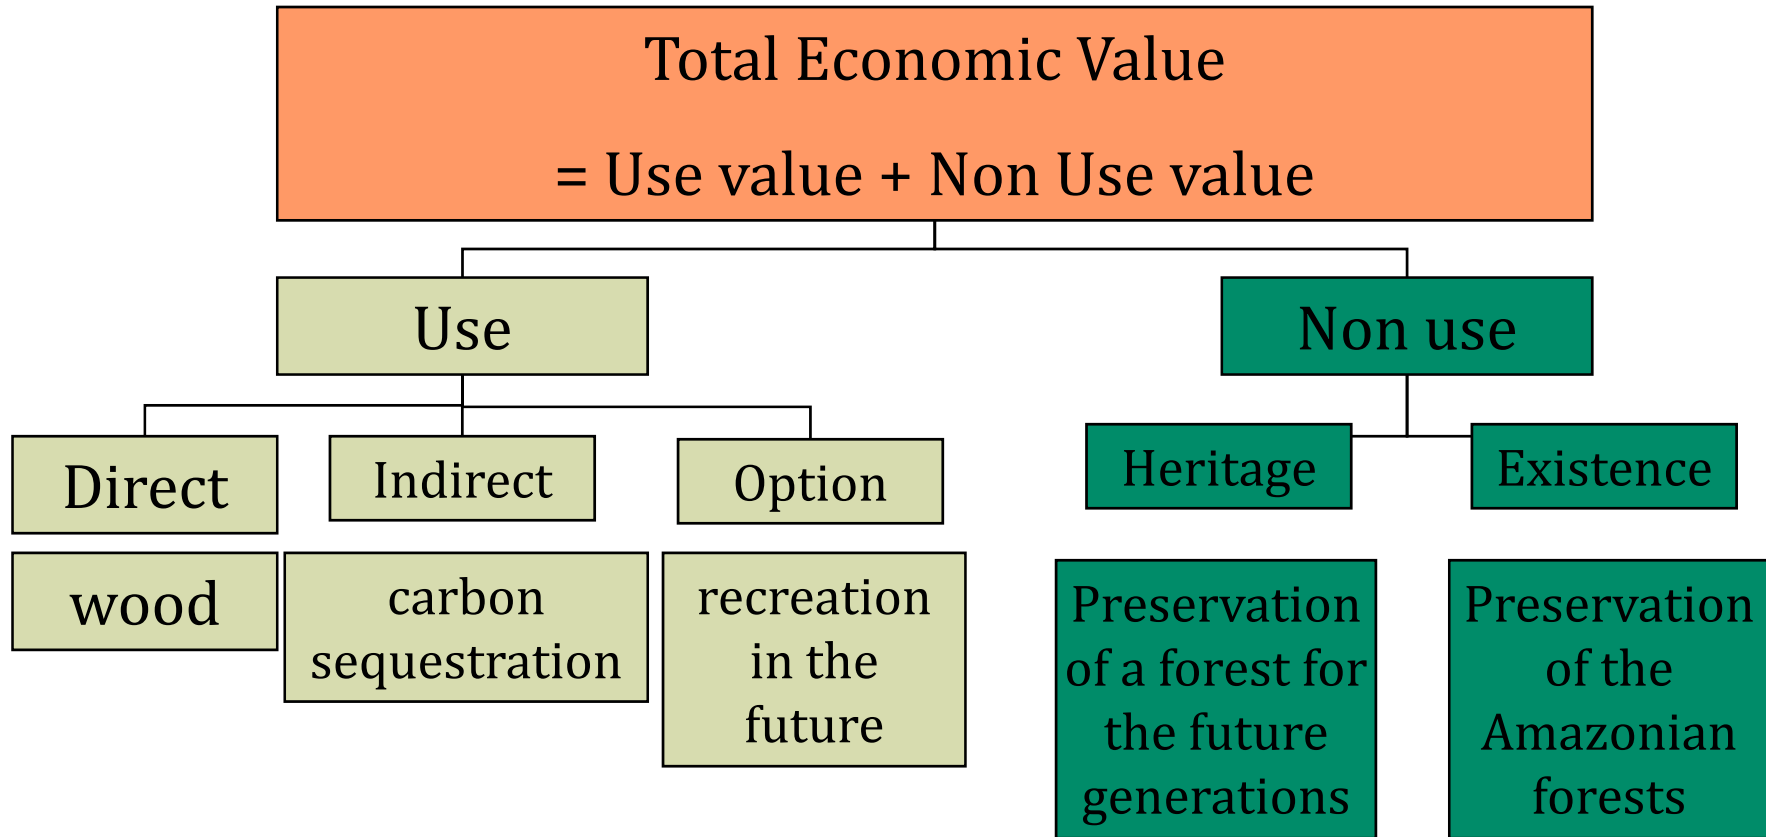 Total Economic Value
= Use value + Non Use value
Use
Non use
Direct
Indirect
Option
Heritage
Existence
wood
carbon
sequestration
recreation
in the
future
Preservation
of a forest for
the future
generations
Preservation
of the
Amazonian
forests